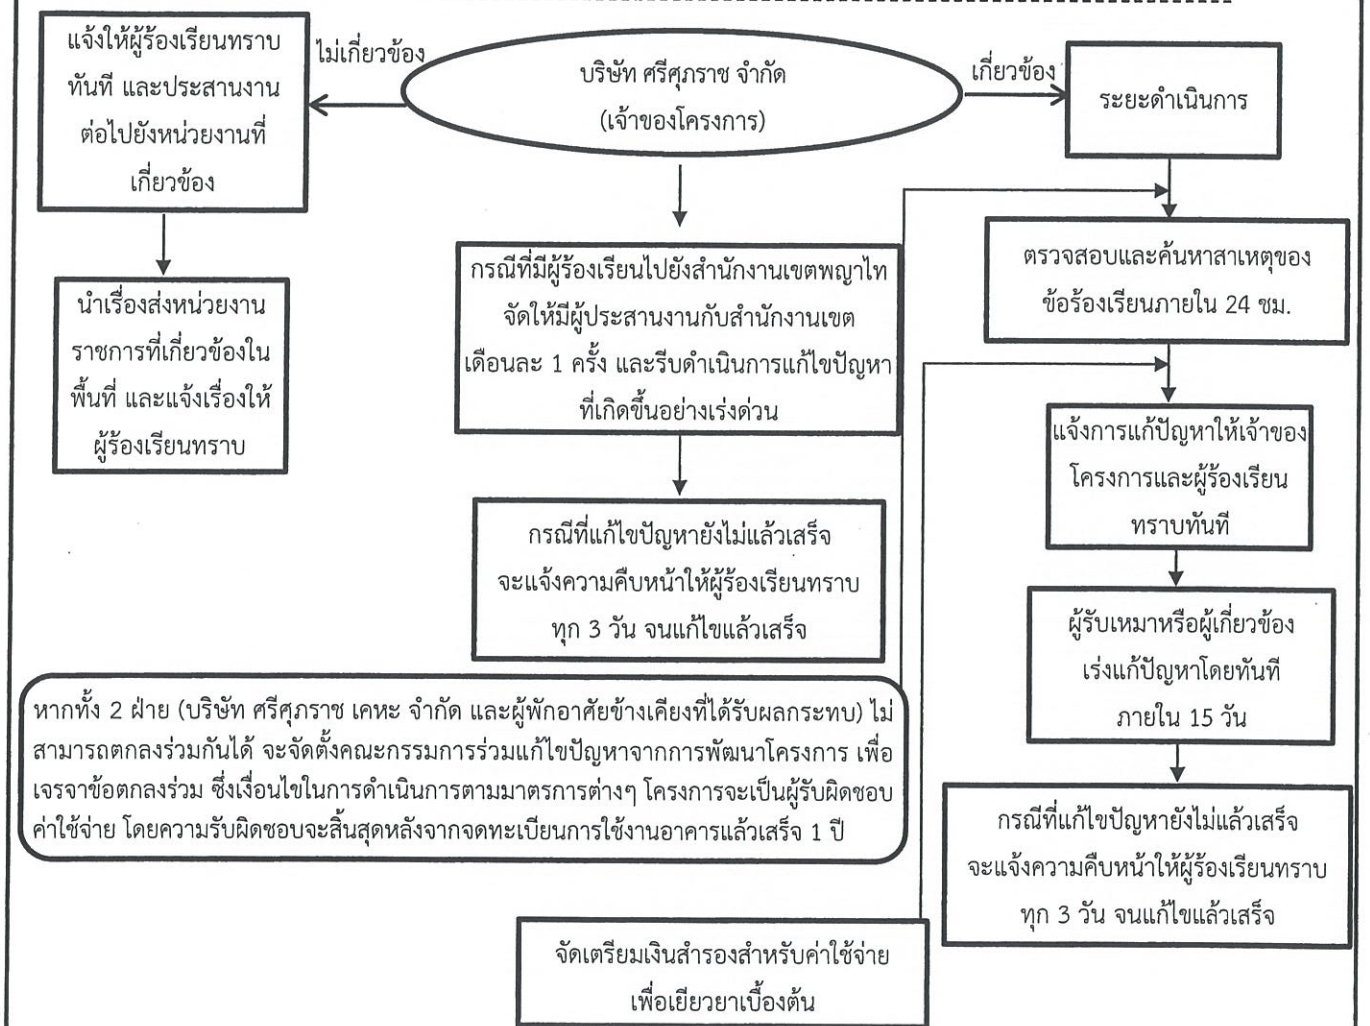 แจ้งให้ผู้ร้องเรียนทราบ
ทันที และประสานงาน
ต่อไปยังหน่วยงานที่
เกี่ยวข้อง
ไม่เกี่ยวข้อง
บริษัท ศรีศุภราช จำกัด
(เจ้าของโครงการ)
เกี่ยวข้อง
ระยะดำเนินการ
นำเรื่องส่งหน่วยงาน
ราชการที่เกี่ยวข้องใน
พื้นที่ และแจ้งเรื่องให้
ผู้ร้องเรียนทราบ
กรณีที่มีผู้ร้องเรียนไปยังสำนักงานเขตพญาไท
จัดให้มีผู้ประสานงานกับสำนักงานเขต
เดือนละ 1 ครั้ง และรีบดำเนินการแก้ไขปัญหา
ที่เกิดขึ้นอย่างเร่งด่วน
กรณีที่แก้ไขปัญหายังไม่แล้วเสร็จ
จะแจ้งความคืบหน้าให้ผู้ร้องเรียนทราบ
ทุก 3 วัน จนแก้ไขแล้วเสร็จ
ตรวจสอบและค้นหาสาเหตุของ
ข้อร้องเรียนภายใน 24 ชม.
แจ้งการแก้ปัญหาให้เจ้าของ
โครงการและผู้ร้องเรียน
ทราบทันที
ผู้รับเหมาหรือผู้เกี่ยวข้อง
เร่งแก้ปัญหาโดยทันที
ภายใน 15 วัน
กรณีที่แก้ไขปัญหายังไม่แล้วเสร็จ
จะแจ้งความคืบหน้าให้ผู้ร้องเรียนทราบ
ทุก 3 วัน จนแก้ไขแล้วเสร็จ
หากทั้ง 2 ฝ่าย (บริษัท ศรีศุภราช เคหะ จำกัด และผู้พักอาศัยข้างเคียงที่ได้รับผลกระทบ) ไม่
สามารถตกลงร่วมกันได้ จะจัดตั้งคณะกรรมการร่วมแก้ไขปัญหาจากการพัฒนาโครงการ เพื่อ
เจรจาข้อตกลงร่วม ซึ่งเงื่อนไขในการดำเนินการตามมาตรการต่างๆ โครงการจะเป็นผู้รับผิดชอบ
ค่าใช้จ่าย โดยความรับผิดชอบจะสิ้นสุดหลังจากจดทะเบียนการใช้งานอาคารแล้วเสร็จ 1 ปี
จัดเตรียมเงินสำรองสำหรับค่าใช้จ่าย
เพื่อเยียวยาเบื้องต้น